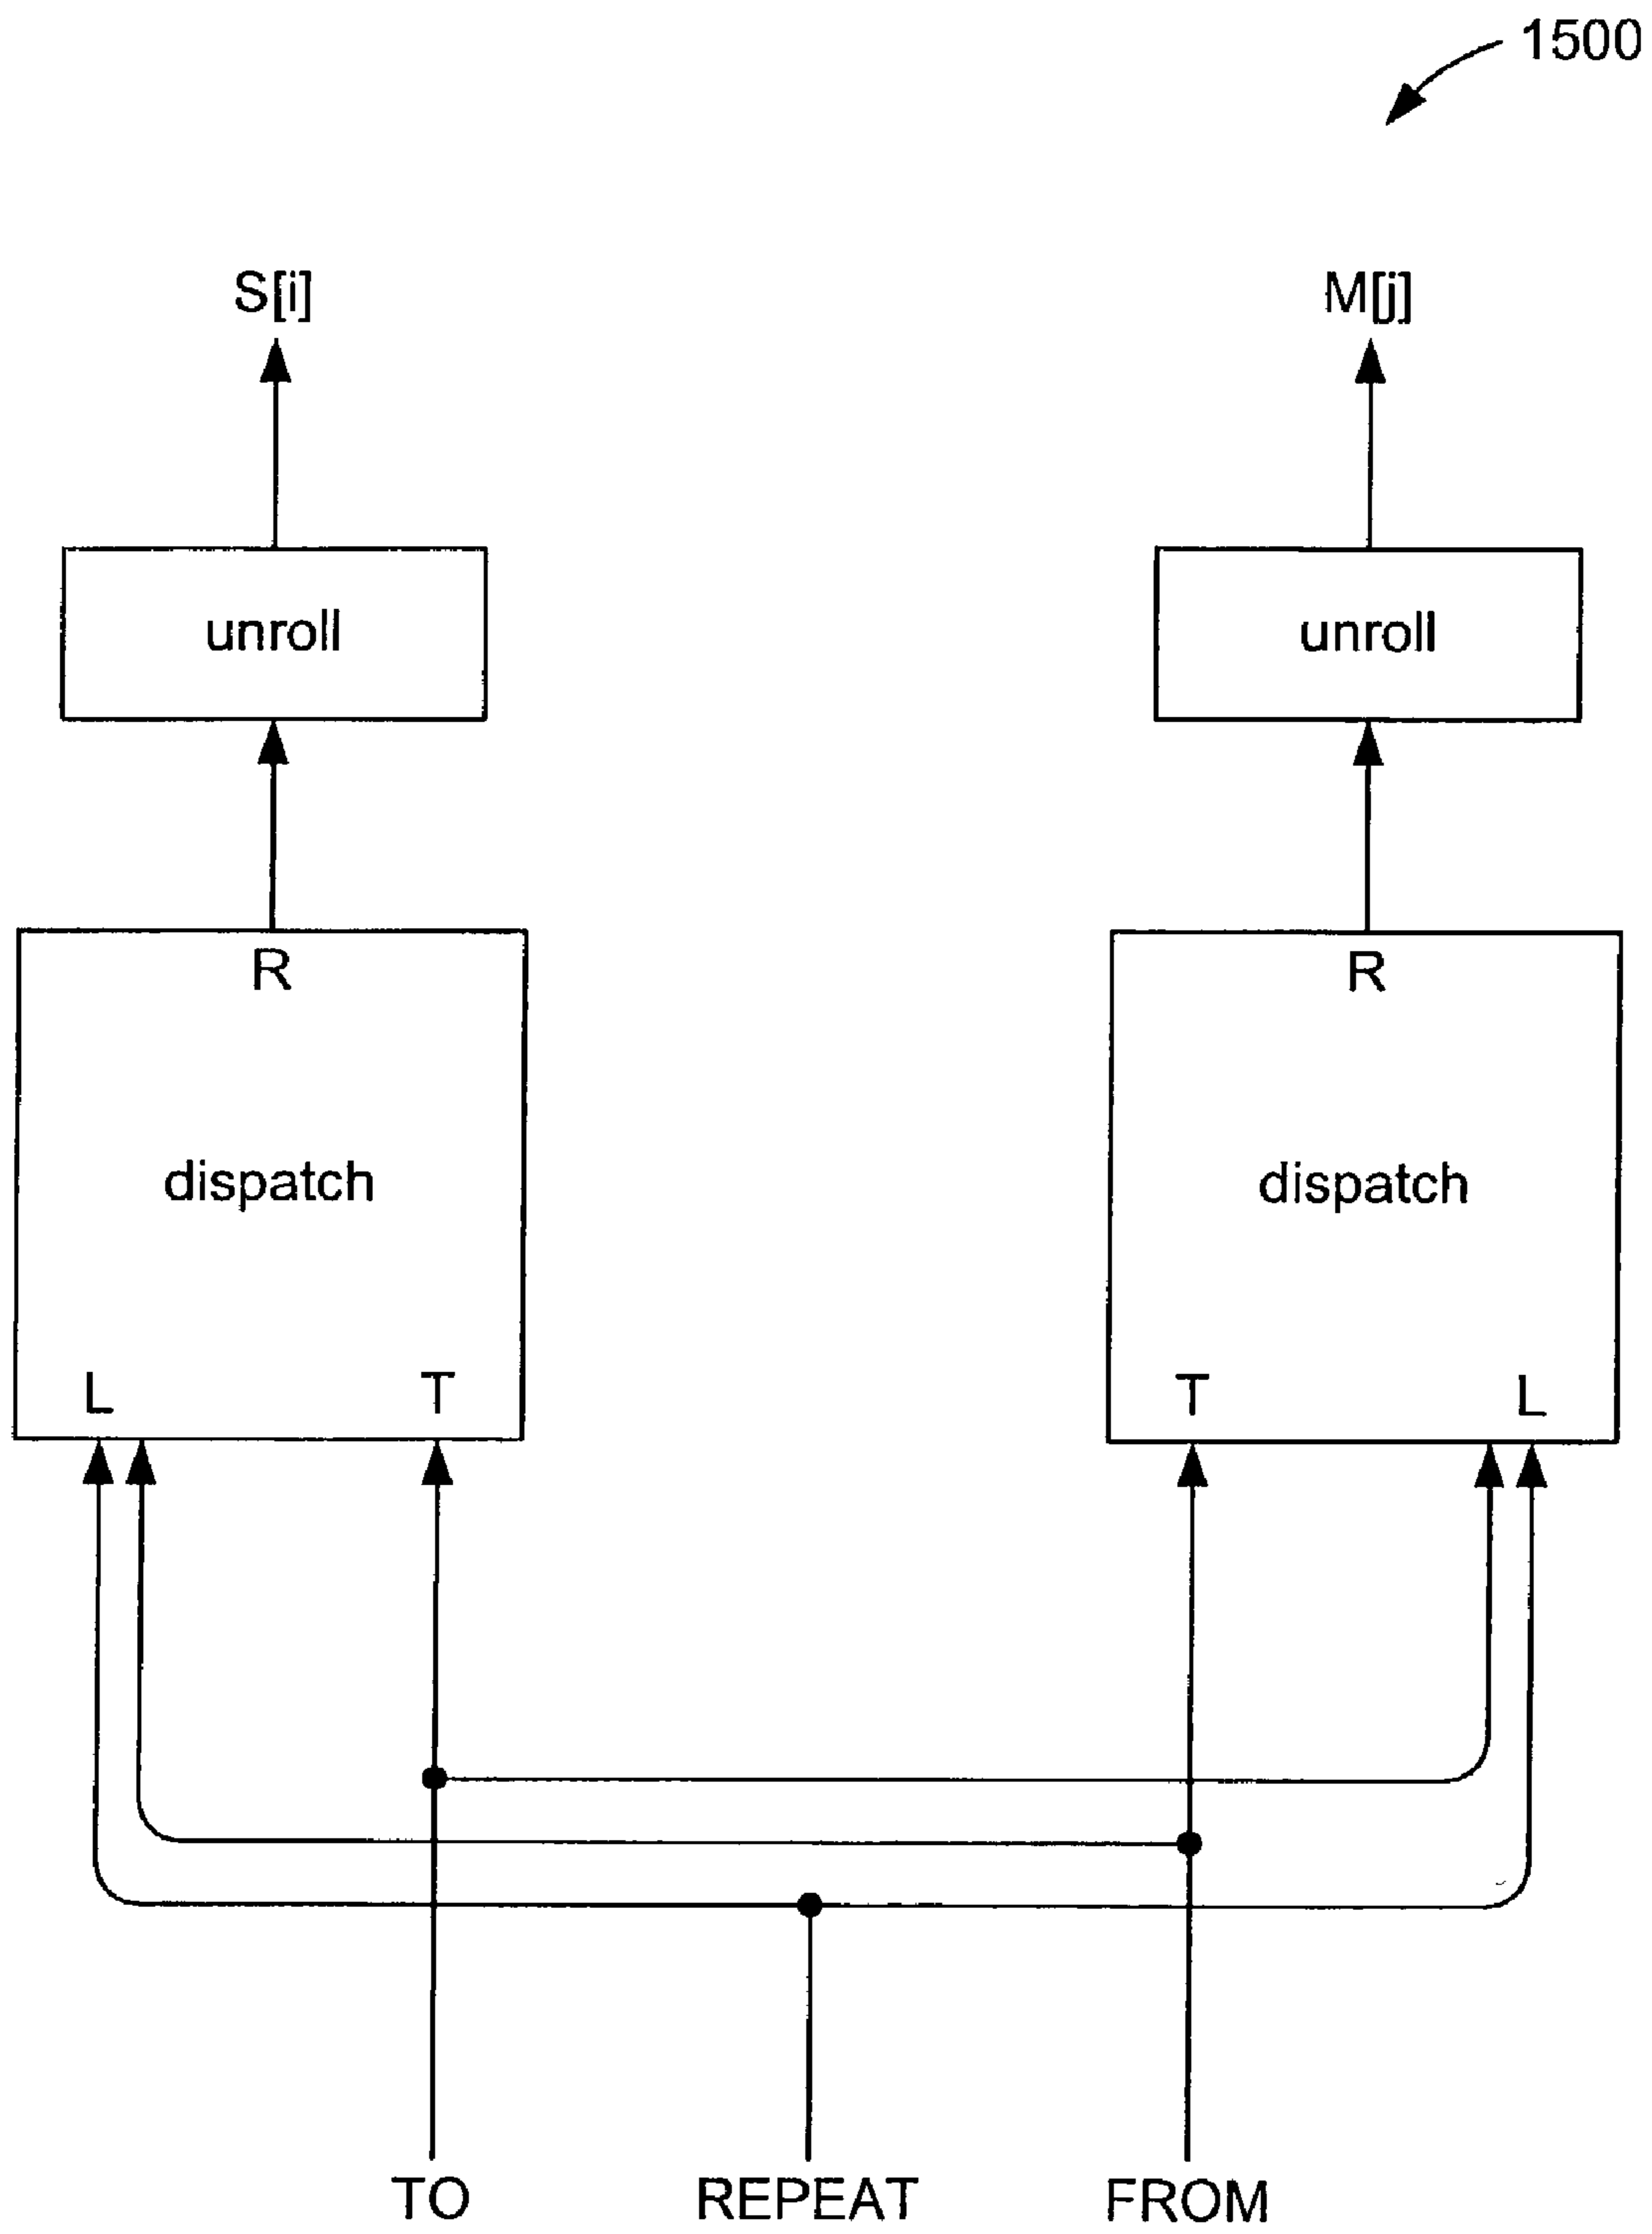 1500
S[i]
M[j]
unroll
unroll
R
R
dispatch
dispatch
L
T
T
L
TO
REPEAT
FROM